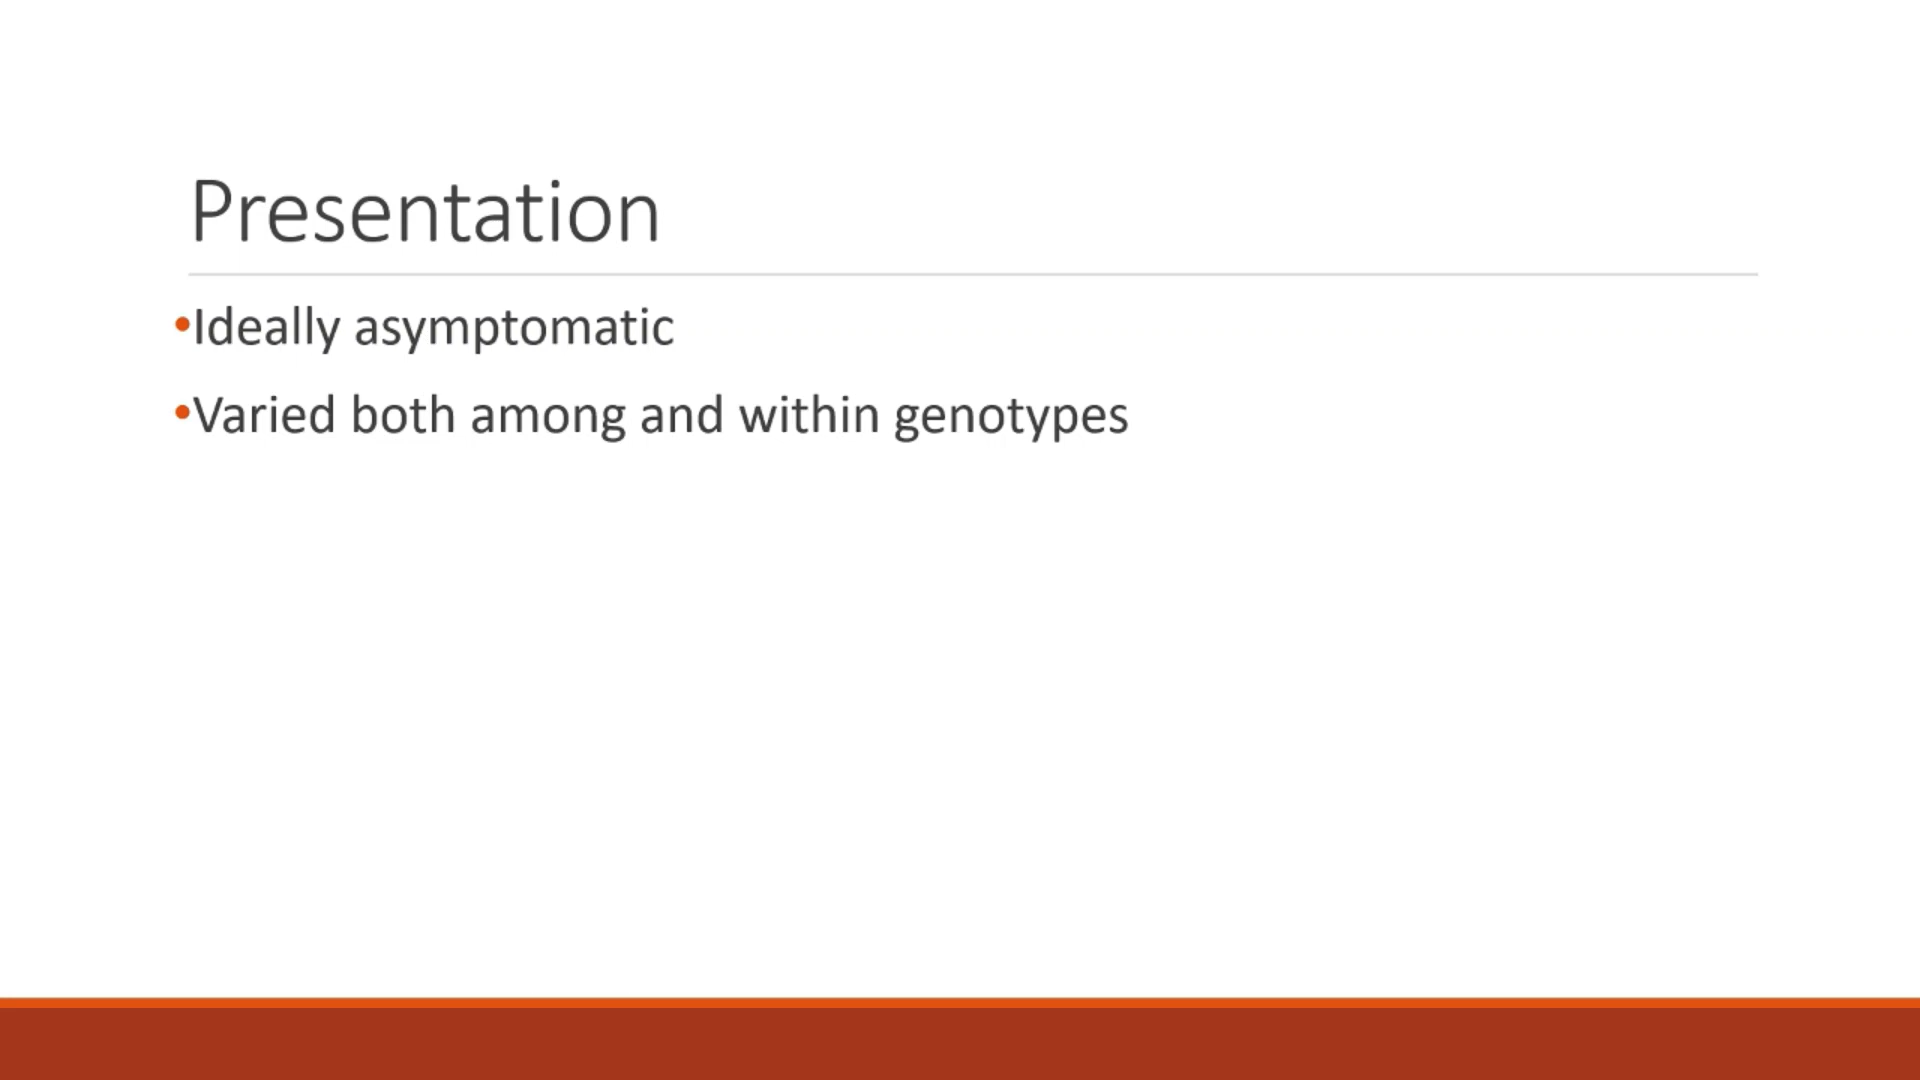 Presentation
•Ideally asymptomatic
•Varied both among and within genotypes